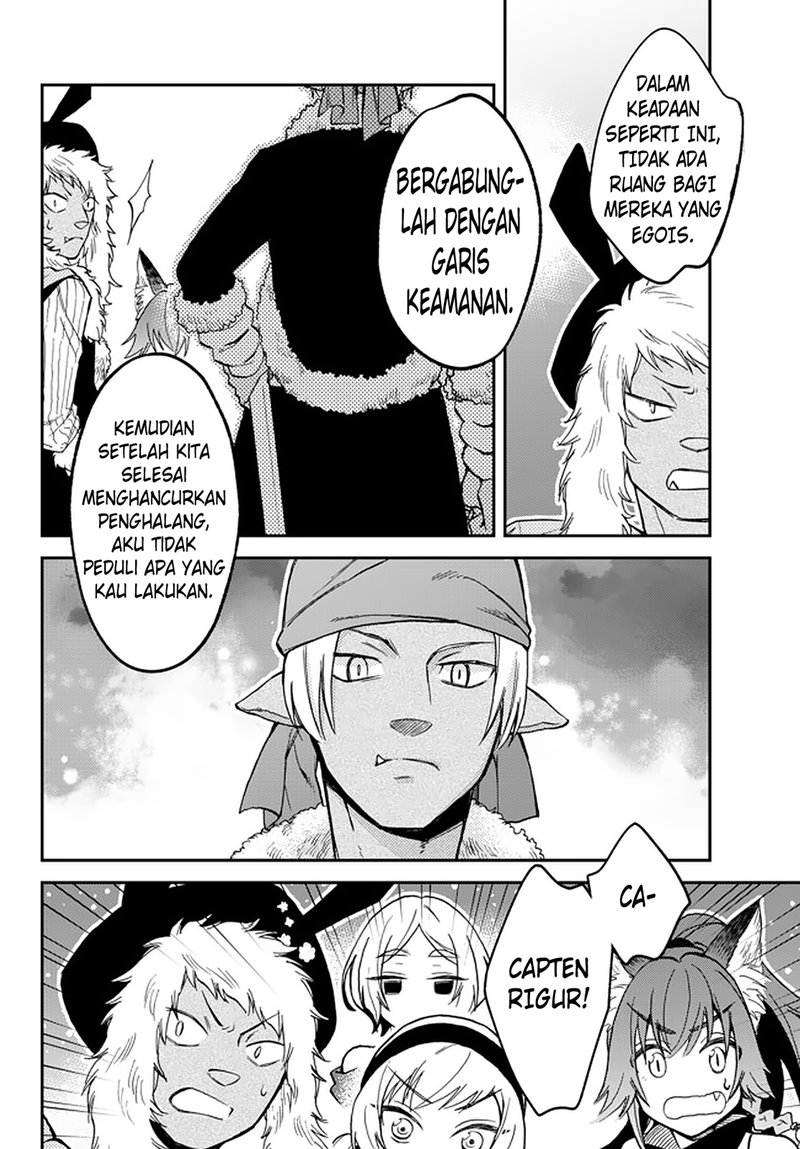 DALAM
KEADAAN
SEPERTI INI,
TIDAK ADA
RUANG BAGI
MEREKA YANG
EGOIS.
BERGABUNG-
LAH DENGAN
GARIS
KEAMANAN.
KEMUDIAN
SETELAH KITA
SELESAI
MENGHANCURKAN
PENGHALANG,
AKU TIDAK
PEDULI APA YANG
KAU LAKUKAN.
CA-
CAPTEN
RIGUR!